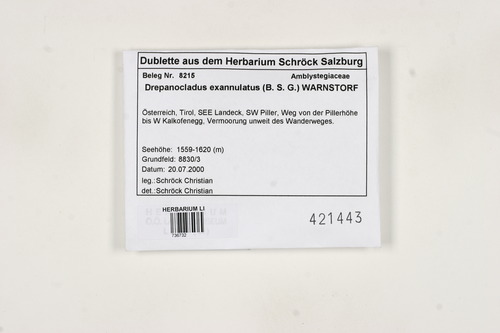 Dublette aus dem Herbarium Schröck Salzburg
Beleg Nr. 8215 Amblystegiaceae
Drepanocladus exannulatus (B. S. G.) WARNSTORF
Österreich, Tirol, SEE Landeck, SW Piller, Weg von der Pillerhöhe
bis W Kalkofenegg, Vermoorung unweit des Wanderweges.
Seehöhe: 1559-1620 (m)
Grundfeld: 8830/3
Datum: 20.07.2000
leg.: Schröck Christian
det.: Schröck Christian
HERBARIUM LI
736732
421443